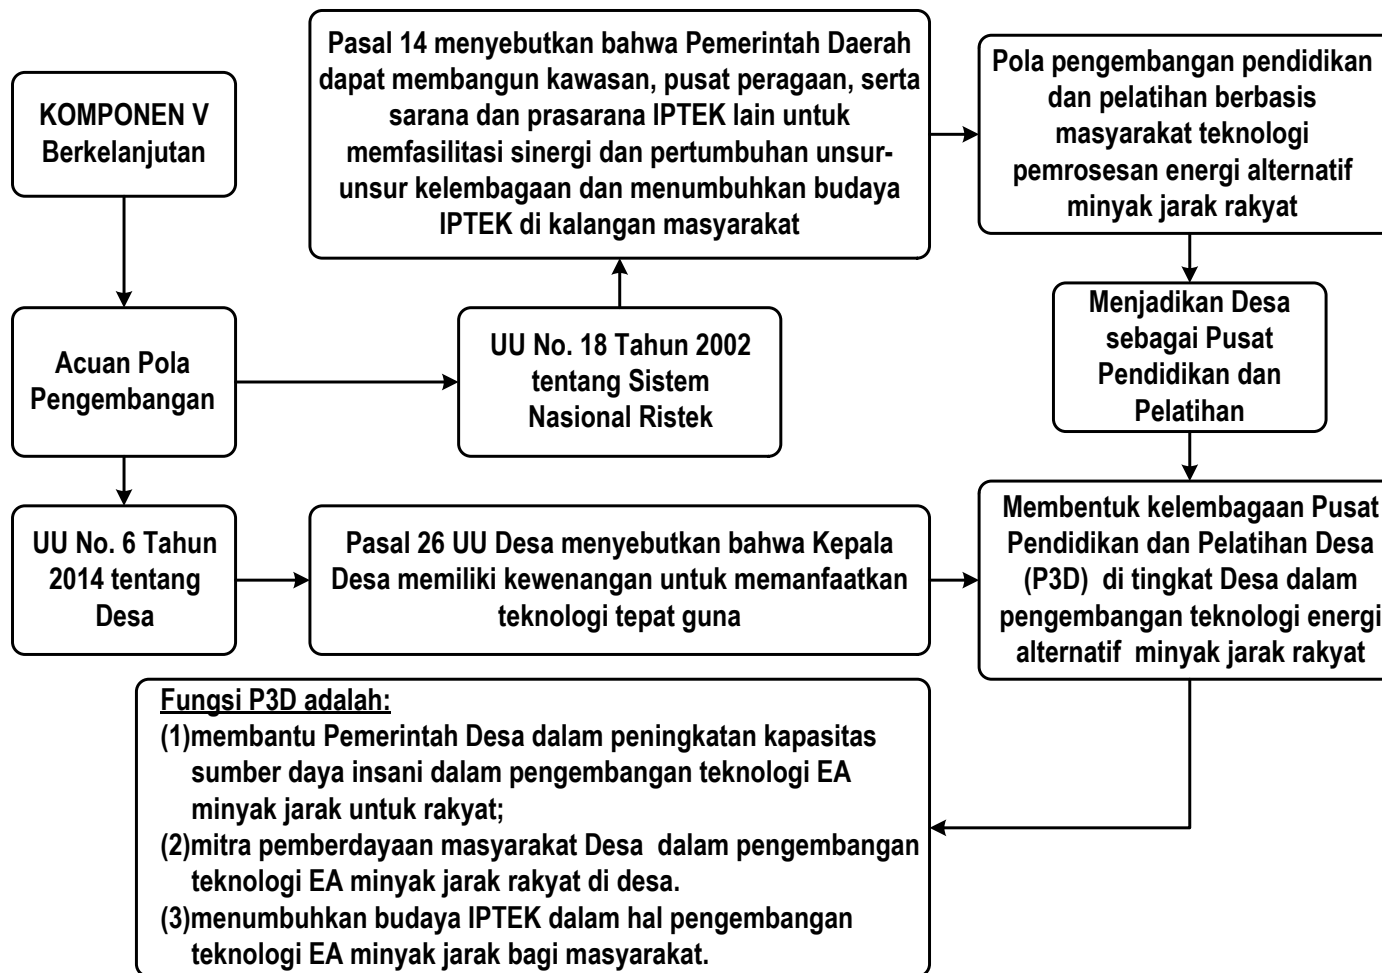 KOMPONEN V
Berkelanjutan
Pasal 14 menyebutkan bahwa Pemerintah Daerah
dapat membangun kawasan, pusat peragaan, serta
sarana dan prasarana IPTEK lain untuk
memfasilitasi sinergi dan pertumbuhan unsur-
unsur kelembagaan dan menumbuhkan budaya
IPTEK di kalangan masyarakat
Pola pengembangan pendidikan
dan pelatihan berbasis
masyarakat teknologi
pemrosesan energi alternatif
minyak jarak rakyat
Acuan Pola
Pengembangan
UU No. 18 Tahun 2002
tentang Sistem
Nasional Ristek
Menjadikan Desa
sebagai Pusat
Pendidikan dan
Pelatihan
UU No. 6 Tahun
2014 tentang
Desa
Pasal 26 UU Desa menyebutkan bahwa Kepala
Desa memiliki kewenangan untuk memanfaatkan
teknologi tepat guna
Membentuk kelembagaan Pusat
Pendidikan dan Pelatihan Desa
(P3D) di tingkat Desa dalam
pengembangan teknologi energi
alternatif minyak jarak rakyat
Fungsi P3D adalah:
(1)membantu Pemerintah Desa dalam peningkatan kapasitas
sumber daya insani dalam pengembangan teknologi EA
minyak jarak untuk rakyat;
(2)mitra pemberdayaan masyarakat Desa dalam pengembangan
teknologi EA minyak jarak rakyat di desa.
(3)menumbuhkan budaya IPTEK dalam hal pengembangan
teknologi EA minyak jarak bagi masyarakat.